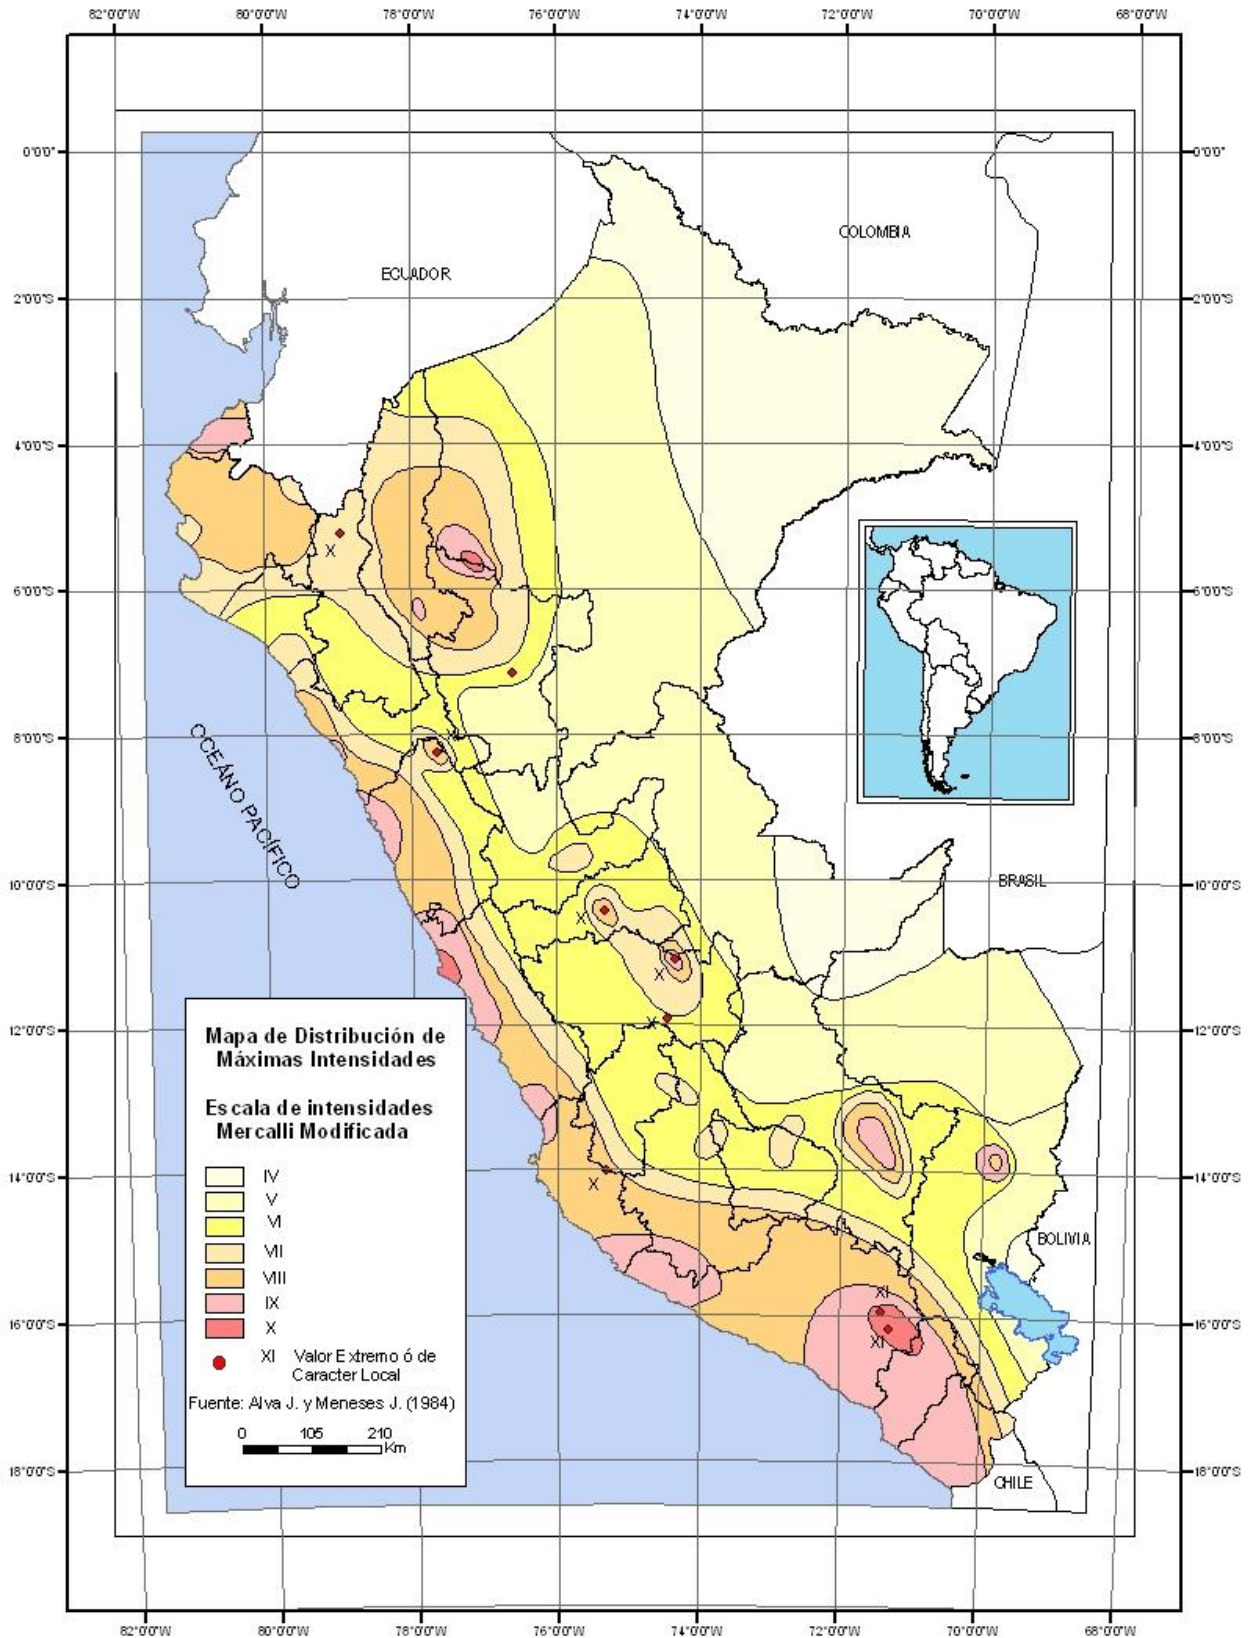 82°0'0"W 80°0'0"W 78°0'0"W 76°0'0"W 74°0'0"W 72°0'0"W 70°0'0"W 68°0'0"W
0°0'0" 0°0'0"
COLOMBIA
ECUADOR
2°0'0"S 2°0'0"S
4°0'0"S 4°0'0"S
X
6°0'0"S 6°0'0"S
OCEÁNO PACÍFICO
8°0'0"S 8°0'0"S
BRASIL
10°0'0"S 10°0'0"S
X
X
X
12°0'0"S 12°0'0"S
Mapa de Distribución de
Máximas Intensidades
Escala de intensidades
Mercalli Modificada
IV
V
VI
VII
VIII
IX
X
XI Valor Extremo ó de
Caracter Local
Fuente: Alva J. y Meneses J. (1984)
0 105 210
Km
14°0'0"S 14°0'0"S
X
BOLIVIA
XI
16°0'0"S 16°0'0"S
XI
18°0'0"S 18°0'0"S
CHILE
82°0'0"W 80°0'0"W 78°0'0"W 76°0'0"W 74°0'0"W 72°0'0"W 70°0'0"W 68°0'0"W